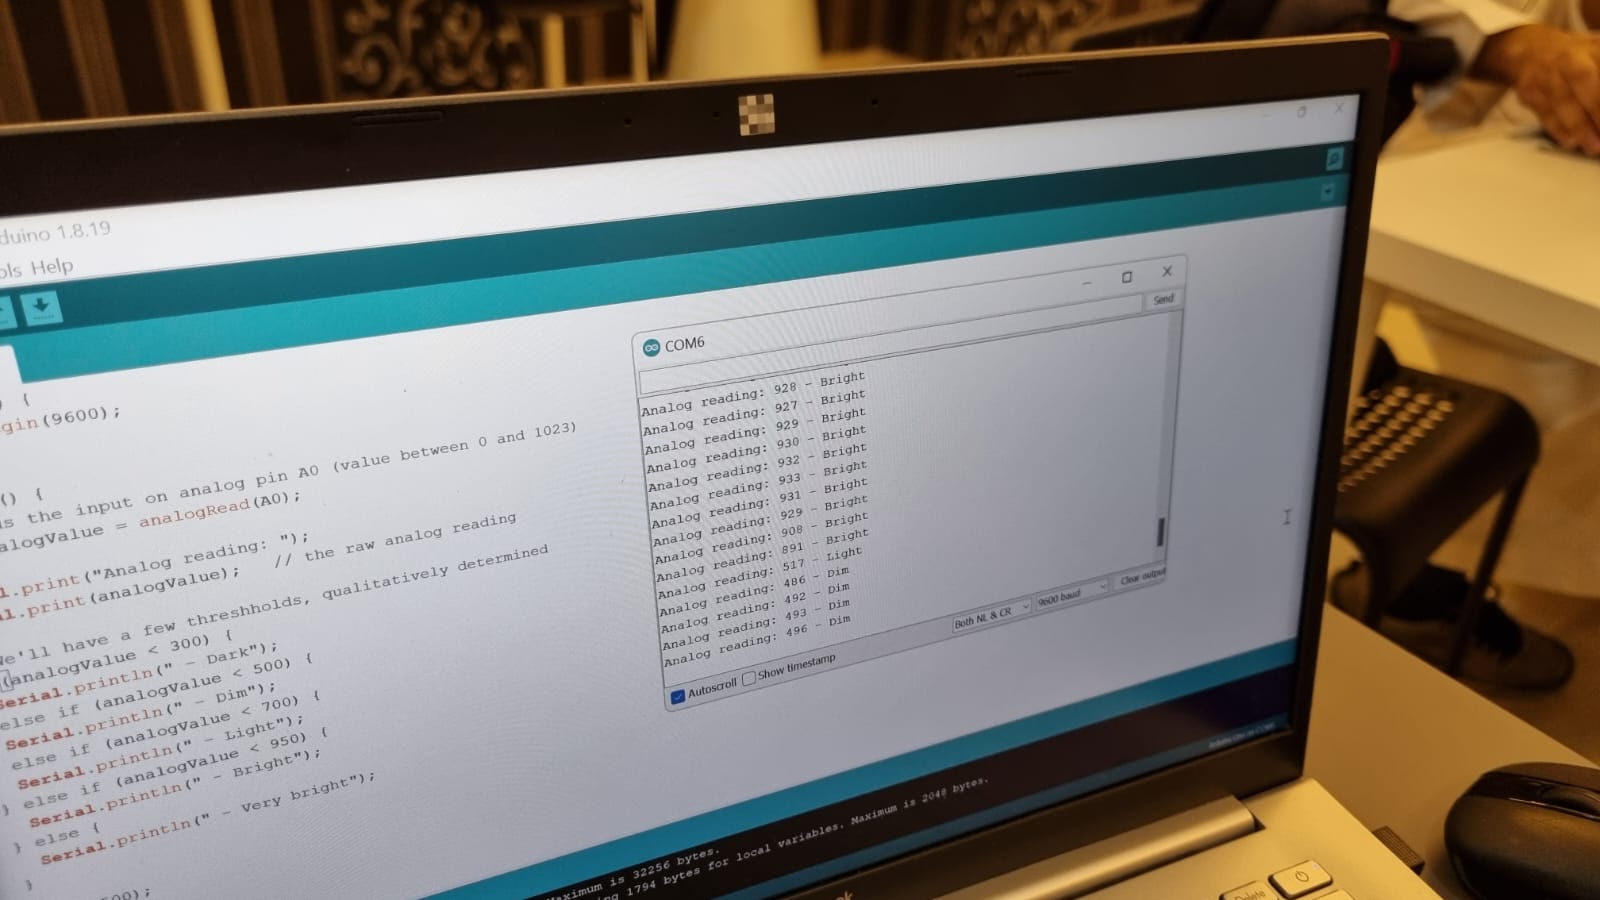 duino 1.8.19
ols Help
) {
gin(9600);
() {
s the input on analog pin A0 (value between 0 and 1023)
alogValue = analogRead(A0);
l.print("Analog reading: ");
al.print(analogValue);   // the raw analog reading
We'll have a few threshholds, qualitatively determined
(analogValue < 300) {
Serial.println(" - Dark");
else if (analogValue < 500) {
Serial.println(" - Dim");
else if (analogValue < 700) {
Serial.println(" - Light");
} else if (analogValue < 950) {
Serial.println(" - Bright");
} else {
Serial.println(" - Very bright");
}
500);
COM6
Send
Analog reading: 928 - Bright
Analog reading: 927 - Bright
Analog reading: 929 - Bright
Analog reading: 930 - Bright
Analog reading: 932 - Bright
Analog reading: 933 - Bright
Analog reading: 931 - Bright
Analog reading: 929 - Bright
Analog reading: 908 - Bright
Analog reading: 891 - Bright
Analog reading: 517 - Light
Analog reading: 486 - Dim
Analog reading: 492 - Dim
Analog reading: 493 - Dim
Analog reading: 496 - Dim
Autoscroll Show timestamp Both NL & CR 9600 baud Clear output
aximum is 32256 bytes.
ng 1794 bytes for local variables. Maximum is 2048 bytes.
Delete